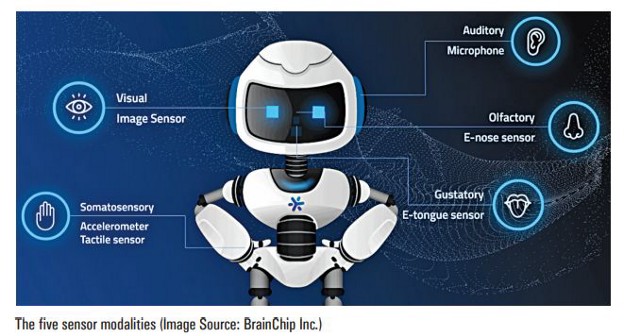 Auditory
Microphone
Visual
Image Sensor
Olfactory
E-nose sensor
Gustatory
E-tongue sensor
Somatosensory
Accelerometer
Tactile sensor
The five sensor modalities (Image Source: BrainChip Inc.)